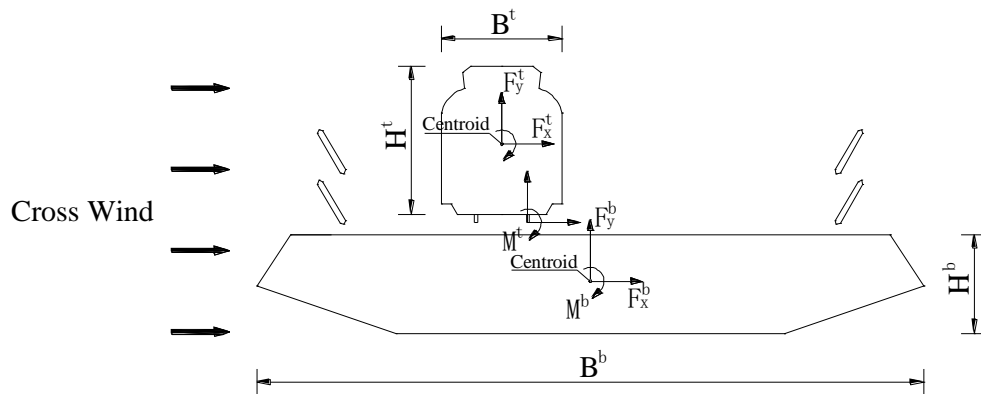 B^t
F_y^t
Centroid
F_x^t
H^t
Cross Wind
M^t
F_y^b
Centroid
M^b
F_x^b
H^b
B^b